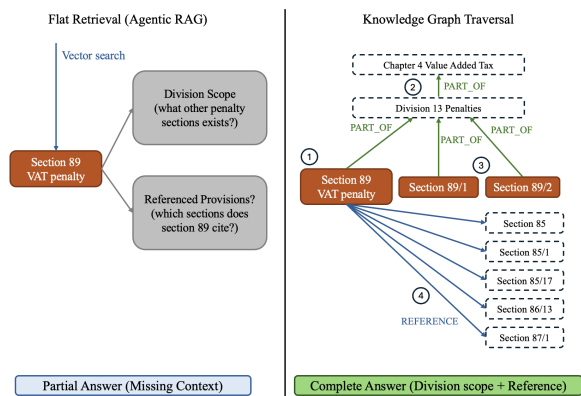 Flat Retrieval (Agentic RAG)
Vector search
Division Scope
(what other penalty
sections exists?)
Section 89
VAT penalty
Referenced Provisions?
(which sections does
section 89 cite?)
Partial Answer (Missing Context)
Knowledge Graph Traversal
Chapter 4 Value Added Tax
2
PART_OF
Division 13 Penalties
PART_OF
PART_OF
PART_OF
1
3
Section 89
VAT penalty
Section 89/1
Section 89/2
Section 85
Section 85/1
Section 85/17
4
Section 86/13
REFERENCE
Section 87/1
Complete Answer (Division scope + Reference)